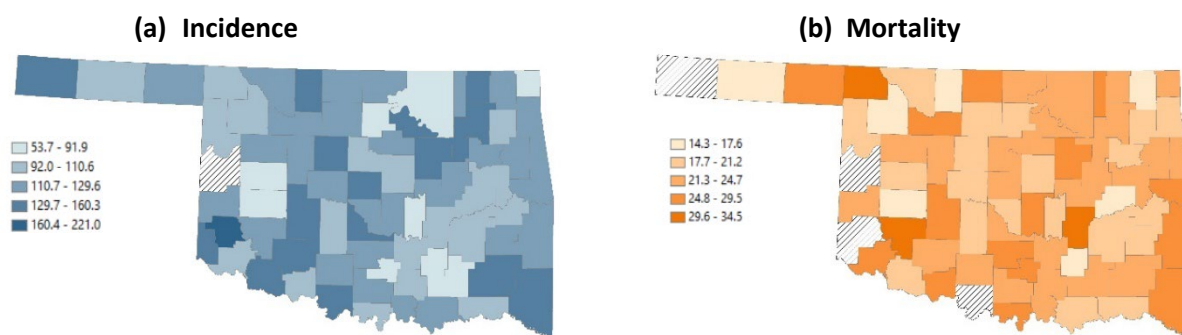 (a) Incidence
(b) Mortality
53.7 - 91.9
92.0 - 110.6
110.7 - 129.6
129.7 - 160.3
160.4 - 221.0
14.3 - 17.6
17.7 - 21.2
21.3 - 24.7
24.8 - 29.5
29.6 - 34.5